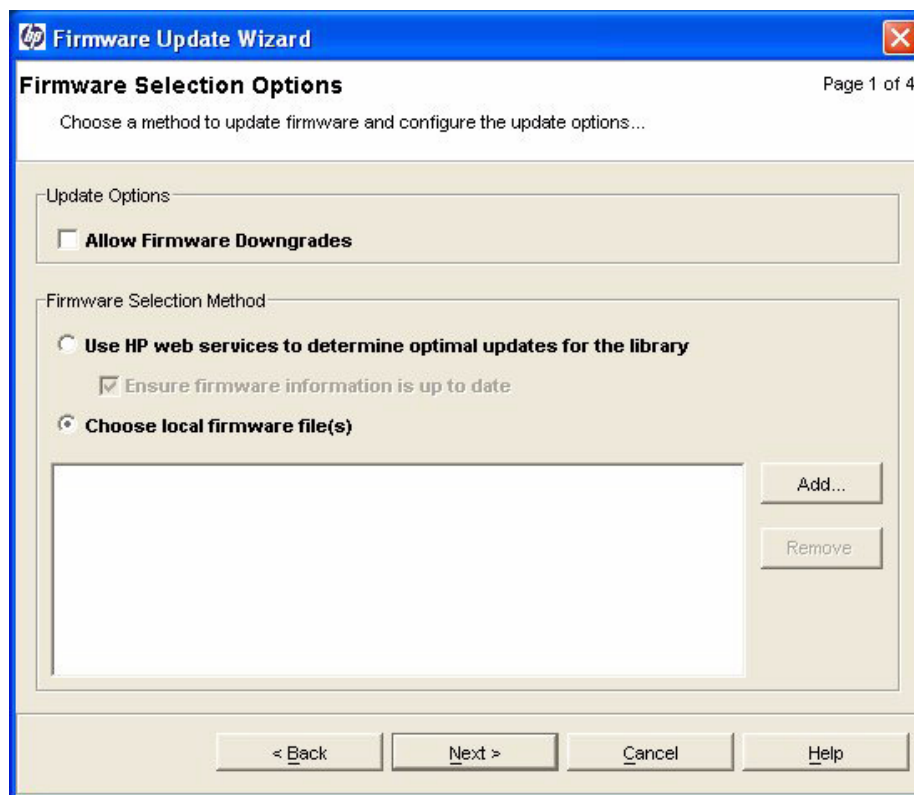 hp Firmware Update Wizard
Firmware Selection Options
Page 1 of 4
Choose a method to update firmware and configure the update options...
Update Options
Allow Firmware Downgrades
Firmware Selection Method
Use HP web services to determine optimal updates for the library
Ensure firmware information is up to date
Choose local firmware file(s)
Add...
Remove
< Back
Next >
Cancel
Help